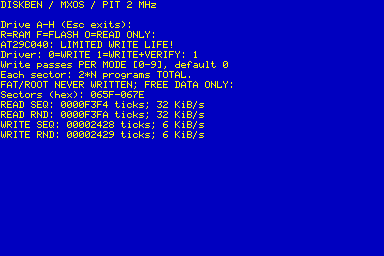 DISKBEN / MXOS / PIT 2 MHz
Drive A-H (Esc exits):
R=RAM F=FLASH O=READ ONLY:
AT29C040: LIMITED WRITE LIFE!
Driver: 0=WRITE 1=WRITE+VERIFY: 1
Write passes PER MODE [0-9], default 0
Each sector: 2*N programs TOTAL.
FAT/ROOT NEVER WRITTEN; FREE DATA ONLY:
Sectors (hex): 065F-067E
READ SEQ: 0000F3F4 ticks; 32 KiB/s
READ RND: 0000F3FA ticks; 32 KiB/s
WRITE SEQ: 00002428 ticks; 6 KiB/s
WRITE RND: 00002429 ticks; 6 KiB/s